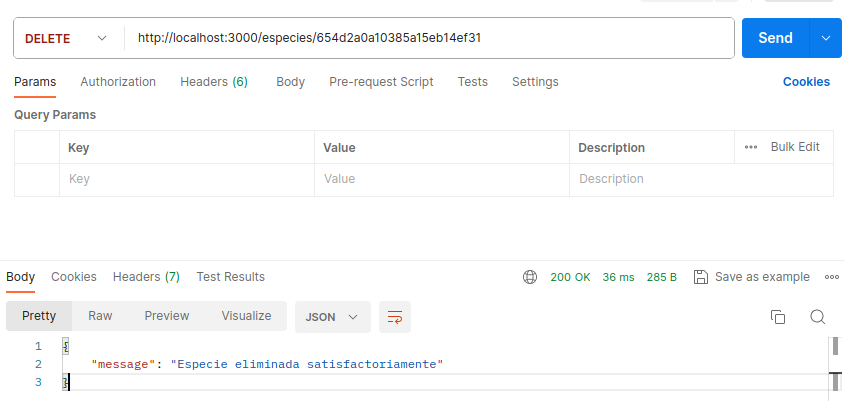 DELETE http://localhost:3000/especies/654d2a0a10385a15eb14ef31 Send
Params Authorization Headers (6) Body Pre-request Script Tests Settings Cookies
Query Params
Key Value Description Bulk Edit
Key Value Description
Body Cookies Headers (7) Test Results 200 OK 36 ms 285 B Save as example
Pretty Raw Preview Visualize JSON
1 {
2 "message": "Especie eliminada satisfactoriamente"
3 }